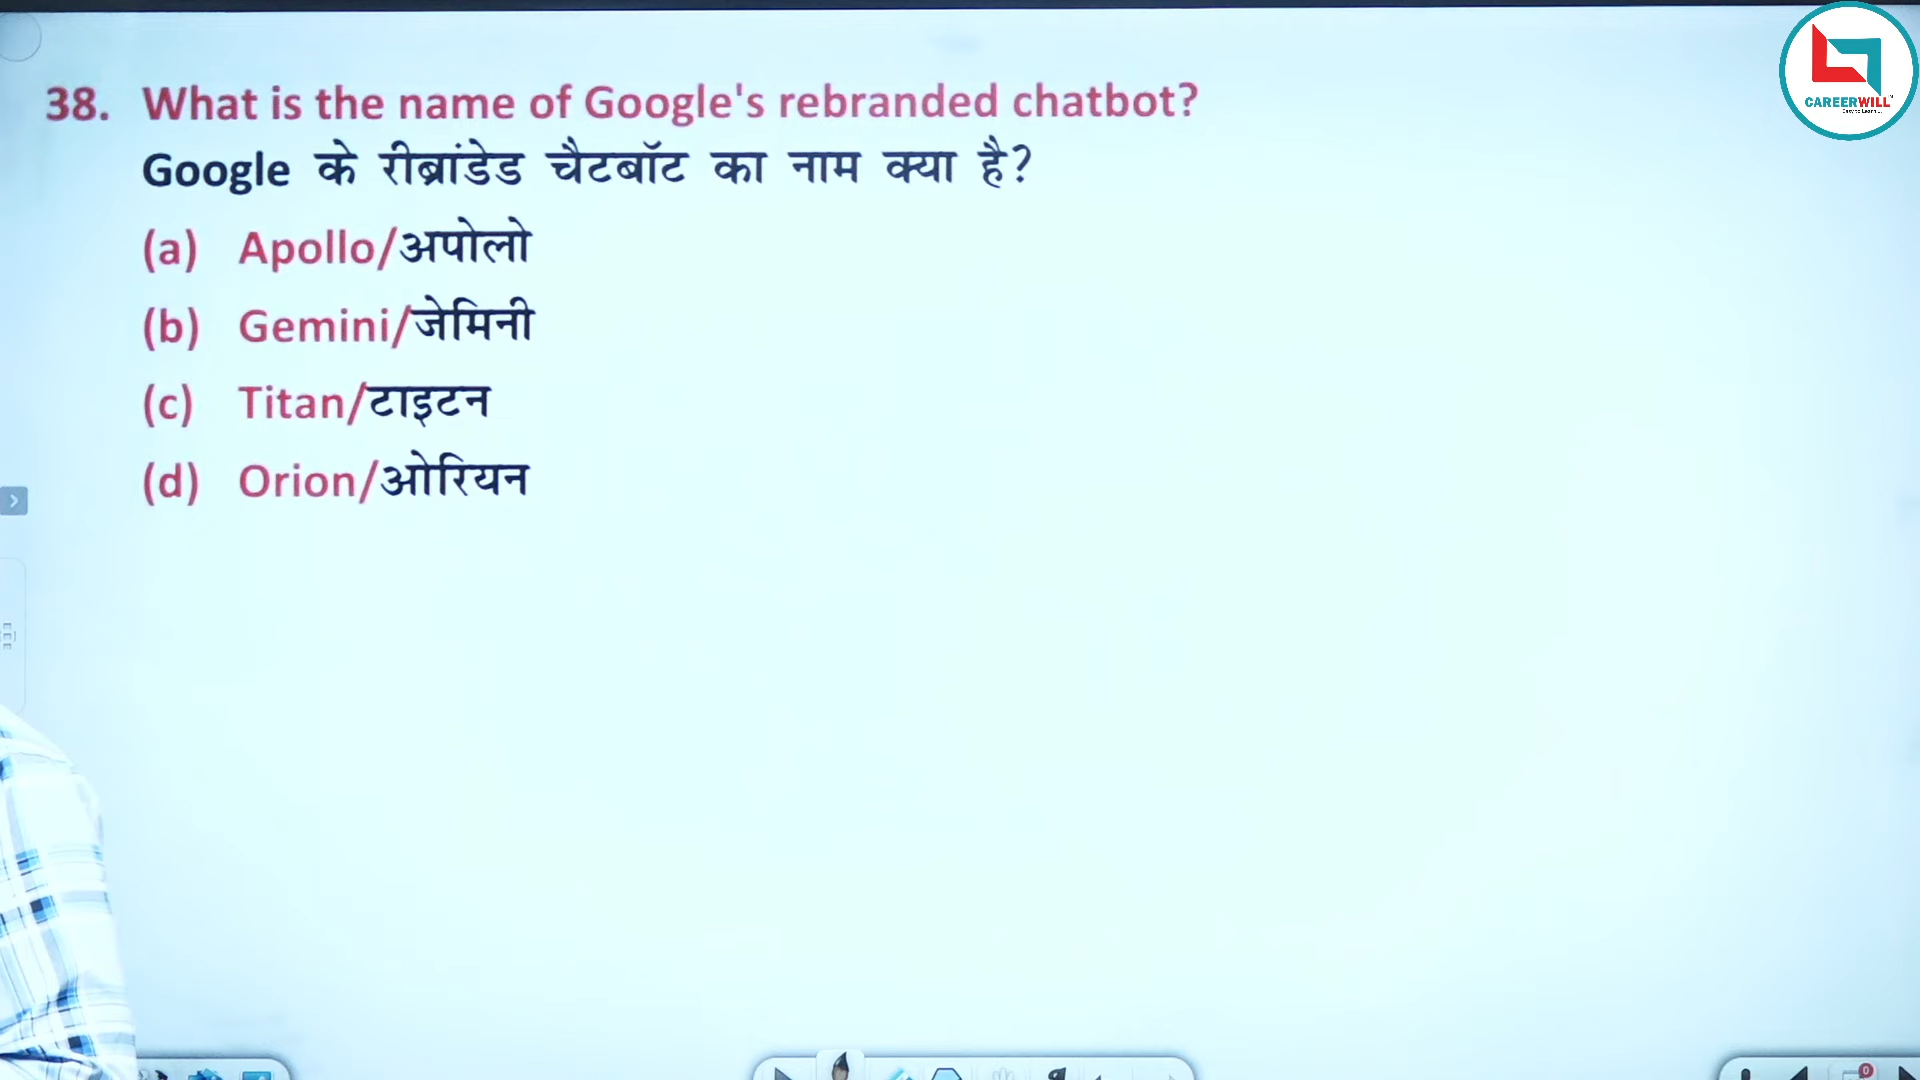 38. What is the name of Google's rebranded chatbot?
Google के रीब्रांडेड चैटबॉट का नाम क्या है?
(a) Apollo/अपोलो
(b) Gemini/जेमिनी
(c) Titan/टाइटन
(d) Orion/ओरियन
CAREERWILL